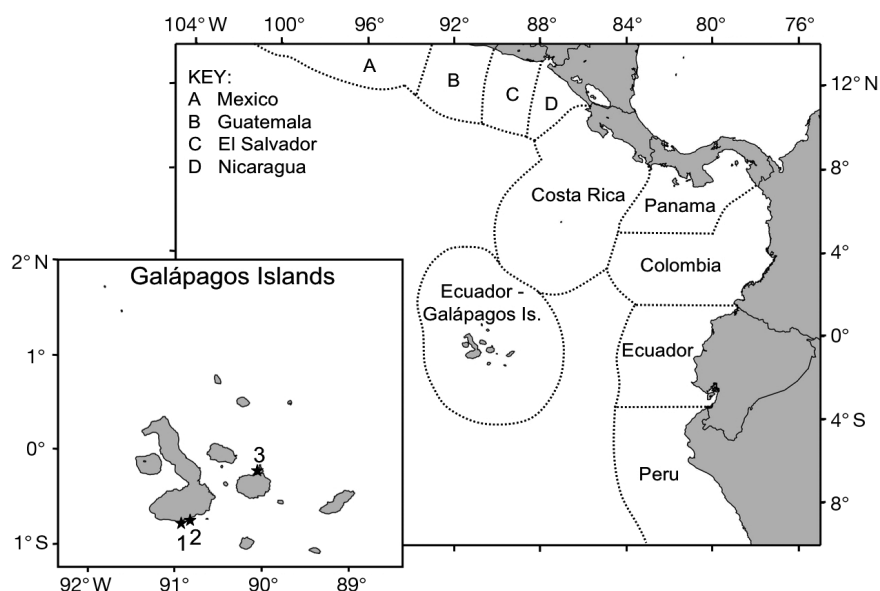 104° W 100° 96° 92° 88° 84° 80° 76°
KEY:
A Mexico
B Guatemala
C El Salvador
D Nicaragua
A
B
C
D
12° N
8°
4°
0°
4° S
8°
Costa Rica
Panama
Colombia
Ecuador -
Galápagos Is.
Ecuador
Peru
Galápagos Islands
2° N
1°
0°
1° S
3
1 2
92° W 91° 90° 89°